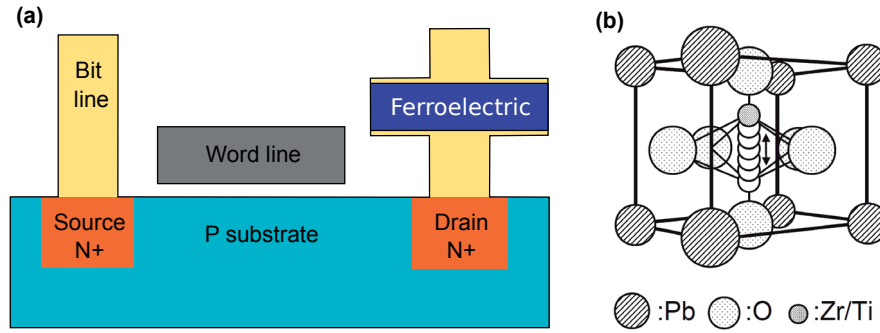 (a)
Bit
line
Word line
Ferroelectric
Source
N+
P substrate
Drain
N+
(b)
:Pb :O :Zr/Ti